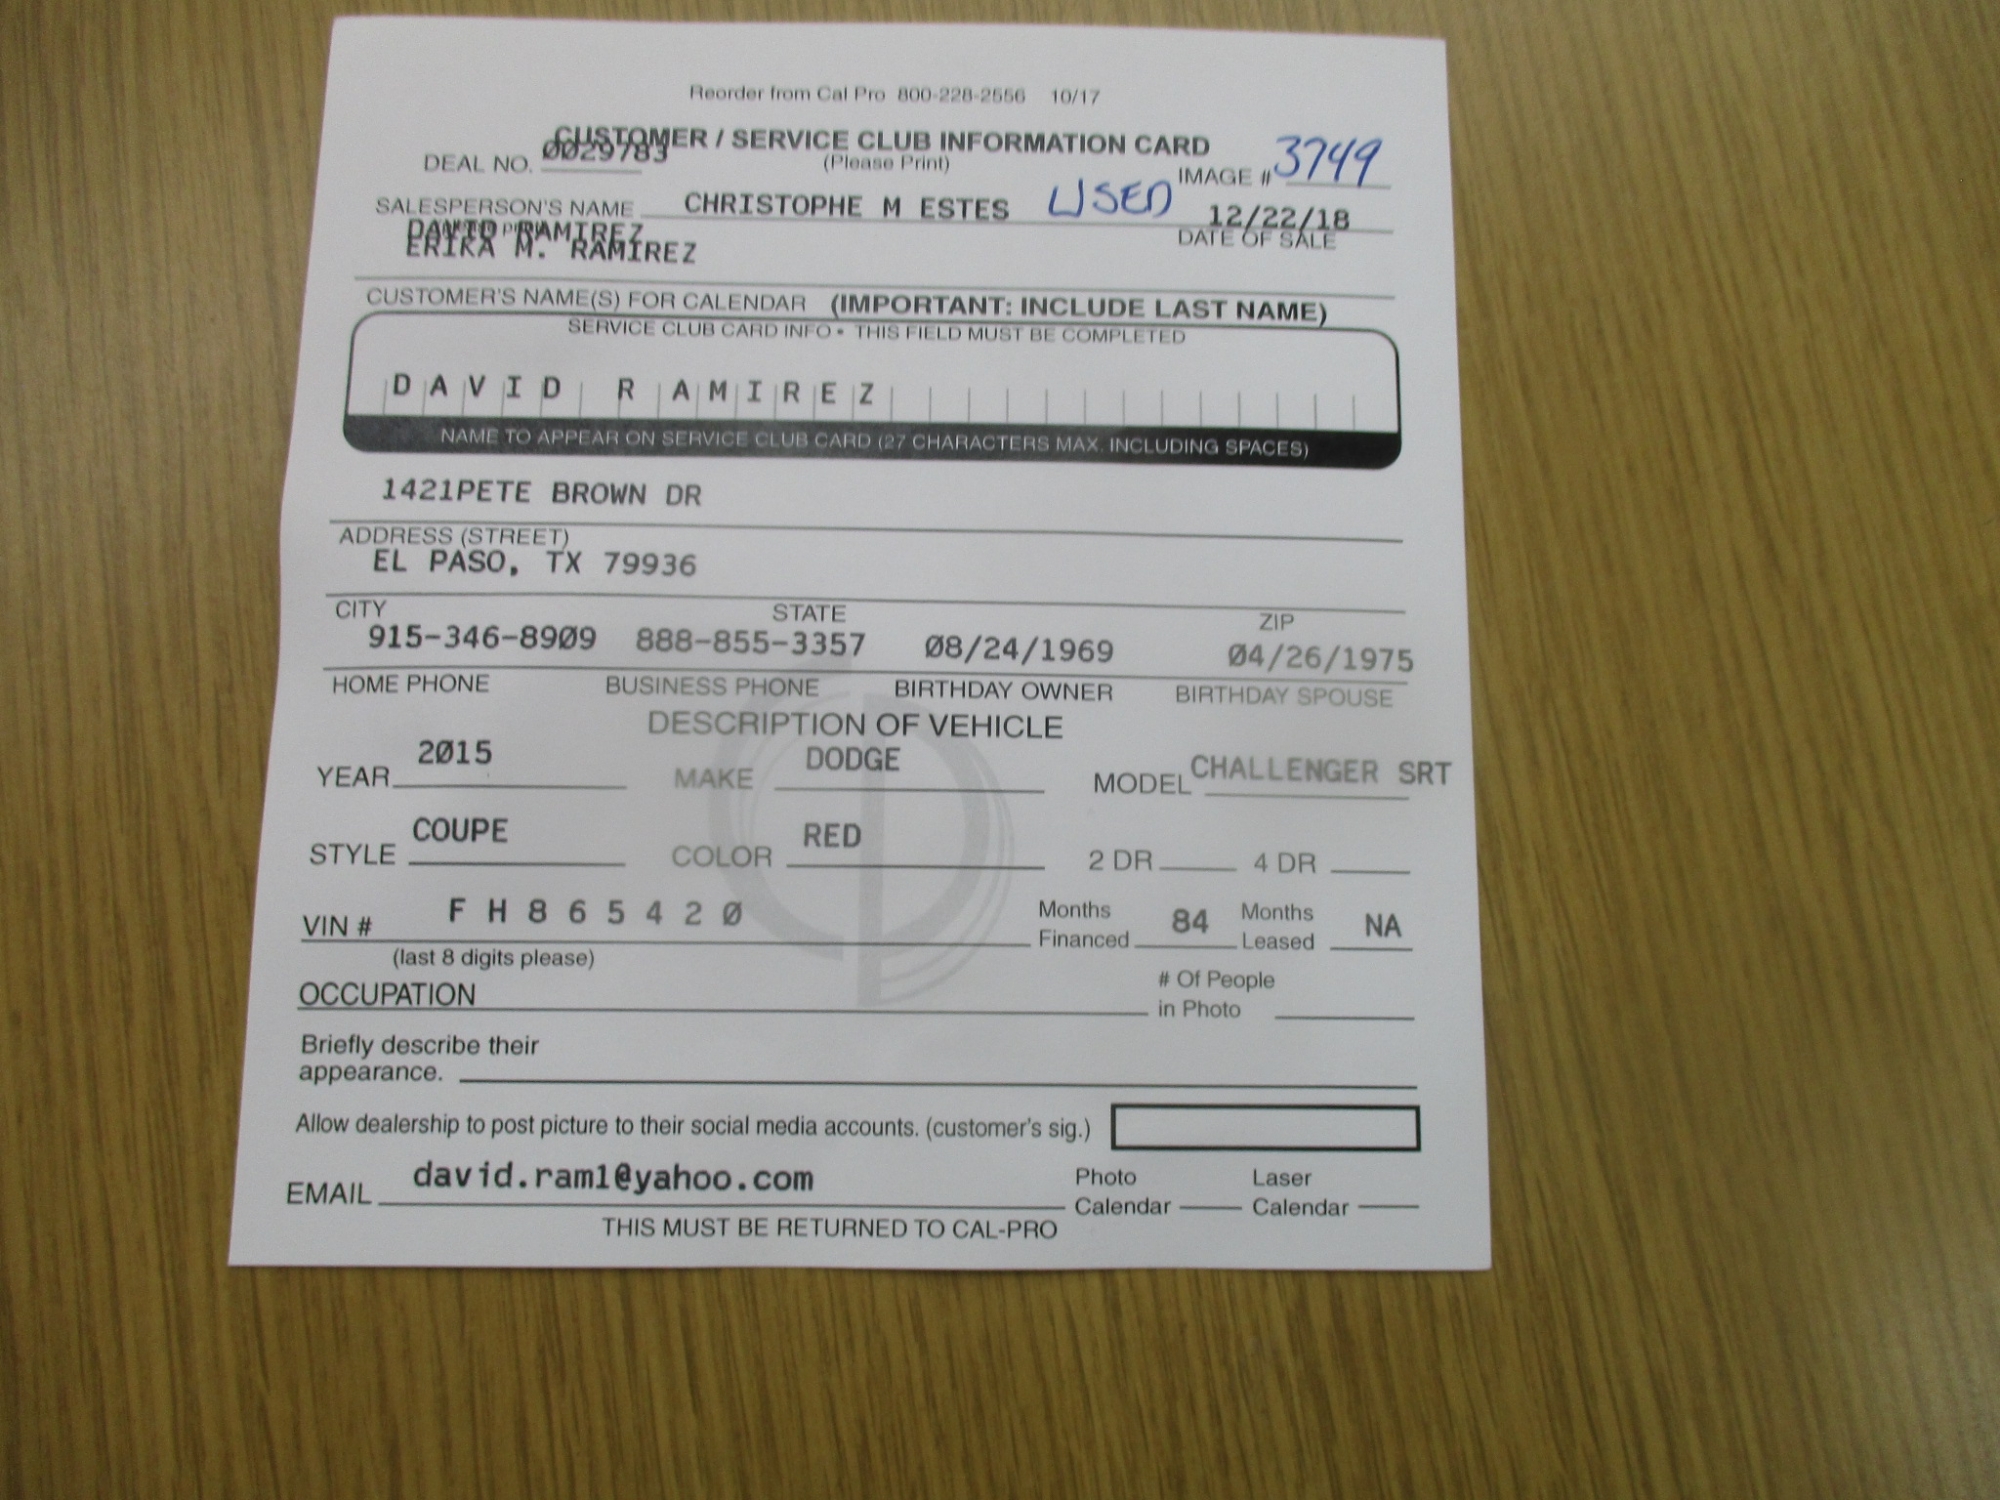 Reorder from Cal Pro 800-228-2556 10/17
CUSTOMER / SERVICE CLUB INFORMATION CARD
(Please Print)
DEAL NO. 0029783
IMAGE # 3749
SALESPERSON'S NAME CHRISTOPHE M ESTES USED 12/22/18
DATE OF SALE
DAVID RAMIREZ
ERIKA M. RAMIREZ
CUSTOMER'S NAME(S) FOR CALENDAR (IMPORTANT: INCLUDE LAST NAME)
SERVICE CLUB CARD INFO • THIS FIELD MUST BE COMPLETED
DAVID RAMIREZ
NAME TO APPEAR ON SERVICE CLUB CARD (27 CHARACTERS MAX. INCLUDING SPACES)
1421PETE BROWN DR
ADDRESS (STREET)
EL PASO, TX 79936
CITY STATE ZIP
915-346-8909 888-855-3357 08/24/1969 04/26/1975
HOME PHONE BUSINESS PHONE BIRTHDAY OWNER BIRTHDAY SPOUSE
DESCRIPTION OF VEHICLE
YEAR 2015 MAKE DODGE MODEL CHALLENGER SRT
STYLE COUPE COLOR RED 2 DR 4 DR
VIN # FH865420 Months Financed 84 Months Leased NA
(last 8 digits please)
OCCUPATION # Of People in Photo
Briefly describe their
appearance.
Allow dealership to post picture to their social media accounts. (customer's sig.)
EMAIL david.ram1@yahoo.com Photo Calendar Laser Calendar
THIS MUST BE RETURNED TO CAL-PRO